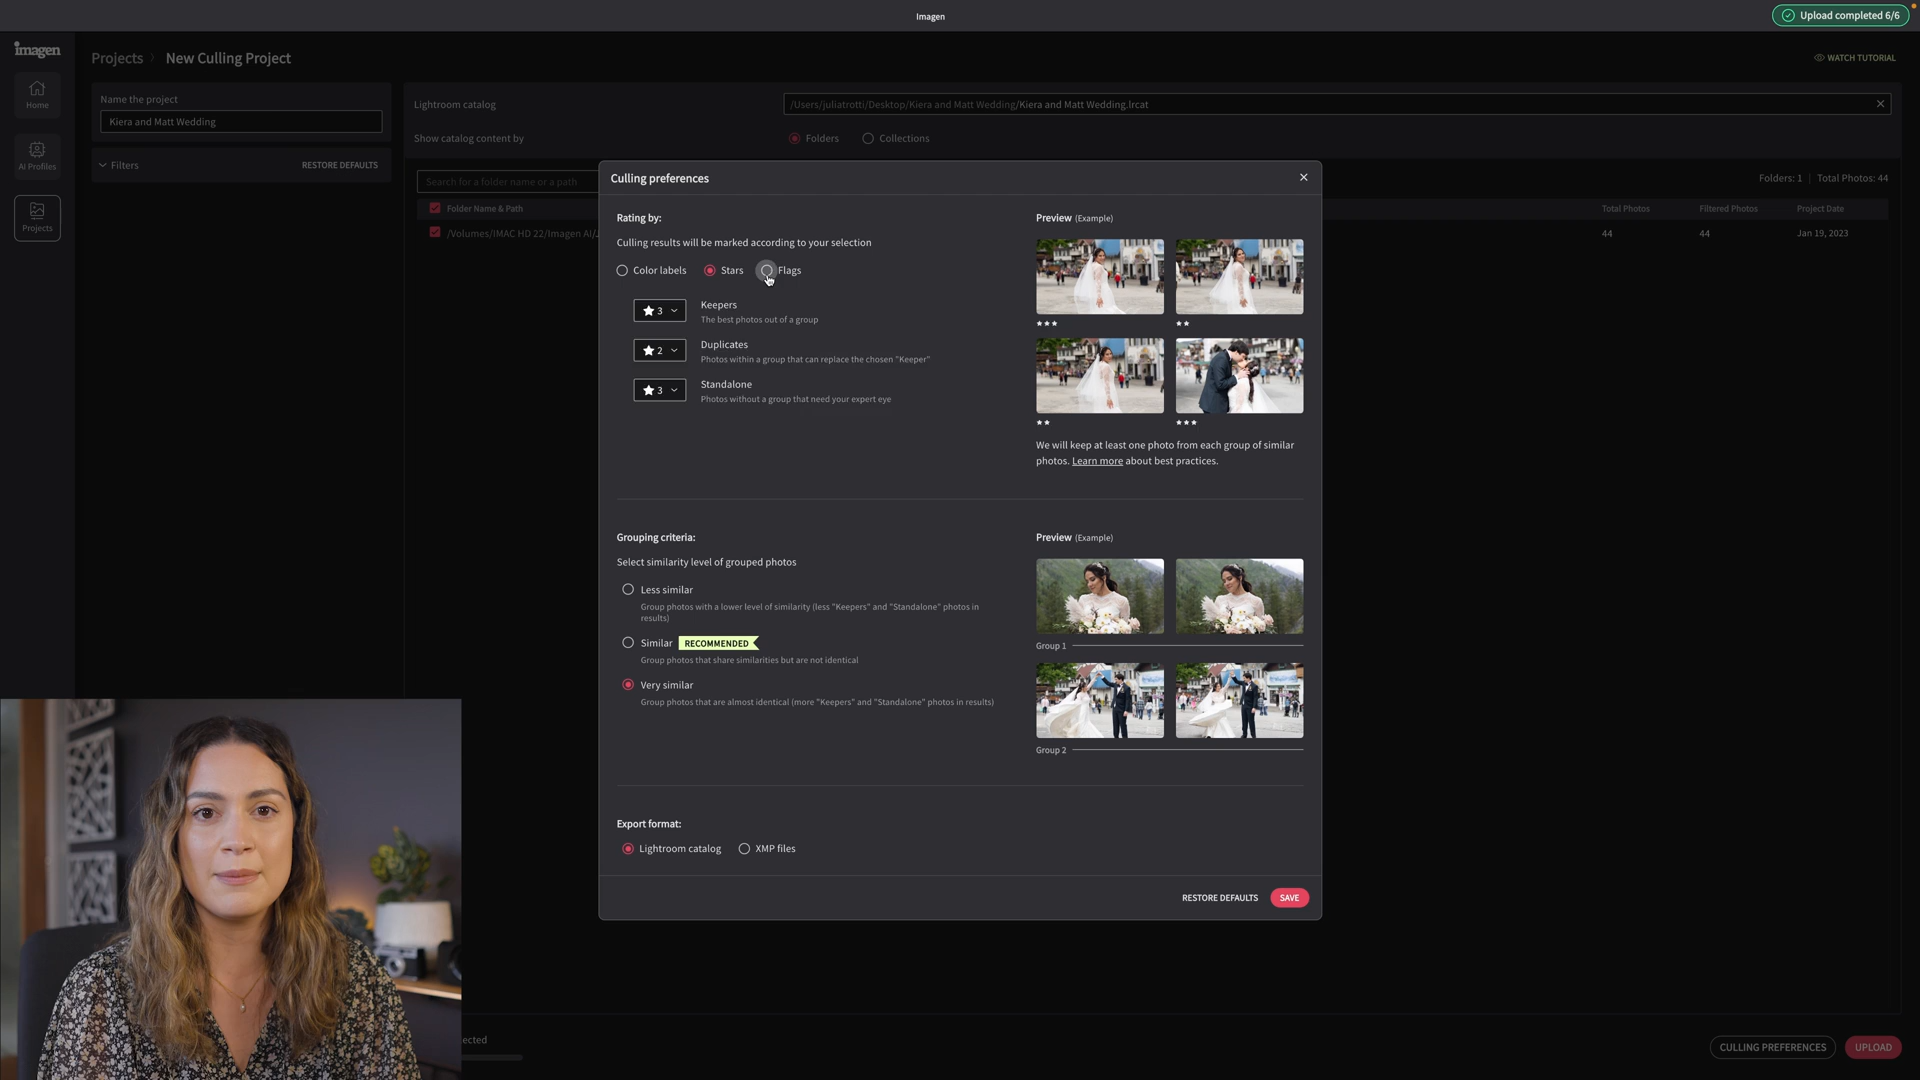 Imagen
Upload completed 6/6
imagen
Projects
New Culling Project
WATCH TUTORIAL
Home
AI Profiles
Projects
Name the project
Kiera and Matt Wedding
Filters
RESTORE DEFAULTS
Lightroom catalog
/Users/juliatrotti/Desktop/Kiera and Matt Wedding/Kiera and Matt Wedding.lrcat
Show catalog content by
Folders
Collections
Search for a folder name or a path
Folders: 1 | Total Photos: 44
Folder Name & Path
Total Photos
Filtered Photos
Project Date
/Volumes/IMAC HD 22/Imagen AI/
44
44
Jan 19, 2023
Culling preferences
Rating by:
Culling results will be marked according to your selection
Color labels
Stars
Flags
3
Keepers
The best photos out of a group
2
Duplicates
Photos within a group that can replace the chosen "Keeper"
3
Standalone
Photos without a group that need your expert eye
Preview (Example)
We will keep at least one photo from each group of similar
photos. Learn more about best practices.
Grouping criteria:
Select similarity level of grouped photos
Less similar
Group photos with a lower level of similarity (less "Keepers" and "Standalone" photos in
results)
Similar
RECOMMENDED
Group photos that share similarities but are not identical
Very similar
Group photos that are almost identical (more "Keepers" and "Standalone" photos in results)
Preview (Example)
Group 1
Group 2
Export format:
Lightroom catalog
XMP files
RESTORE DEFAULTS
SAVE
ected
CULLING PREFERENCES
UPLOAD